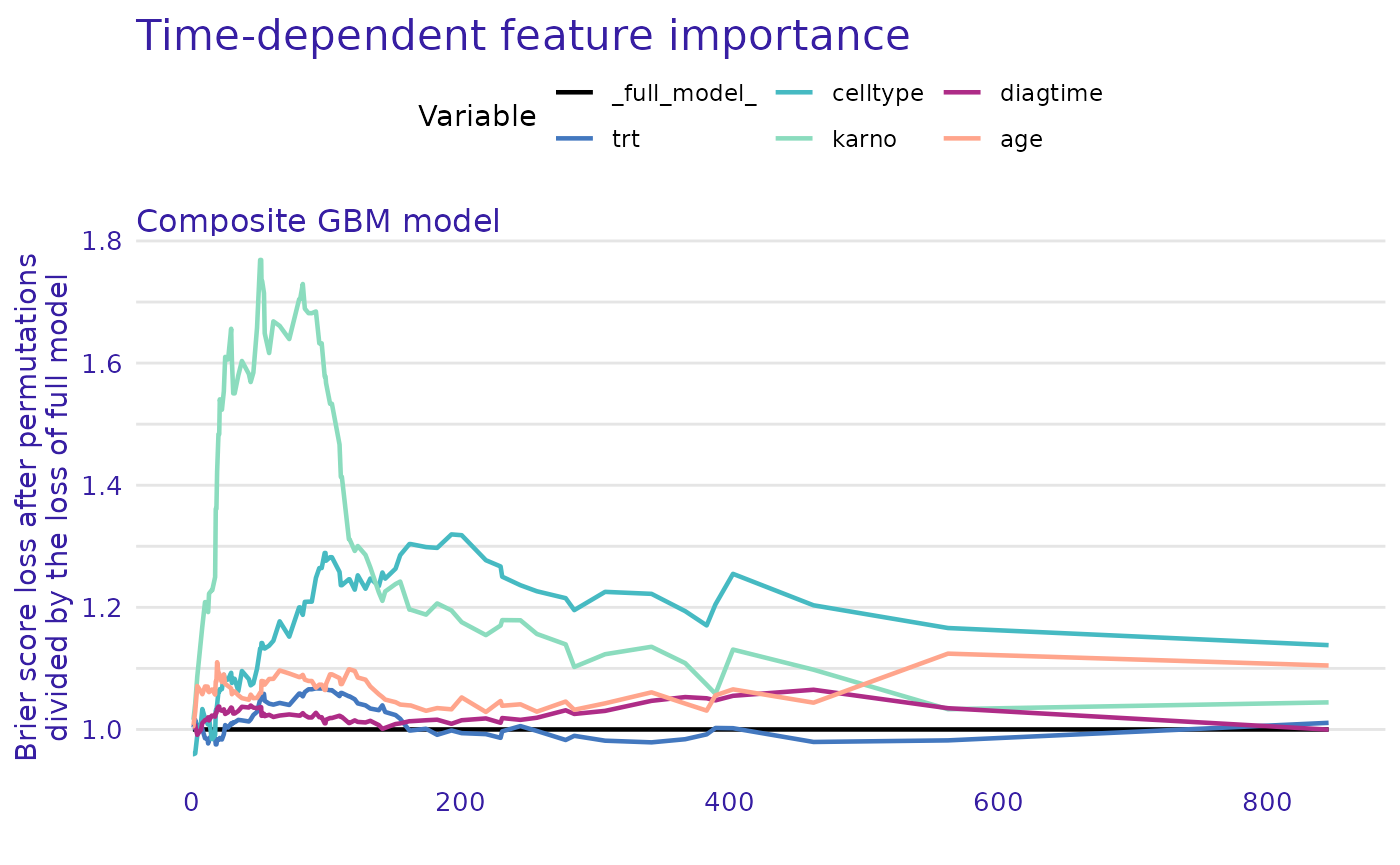 Time-dependent feature importance
Variable
_full_model_
celltype
diagtime
trt
karno
age
Composite GBM model
Brier score loss after permutations
divided by the loss of full model
1.8
1.6
1.4
1.2
1.0
0
200
400
600
800